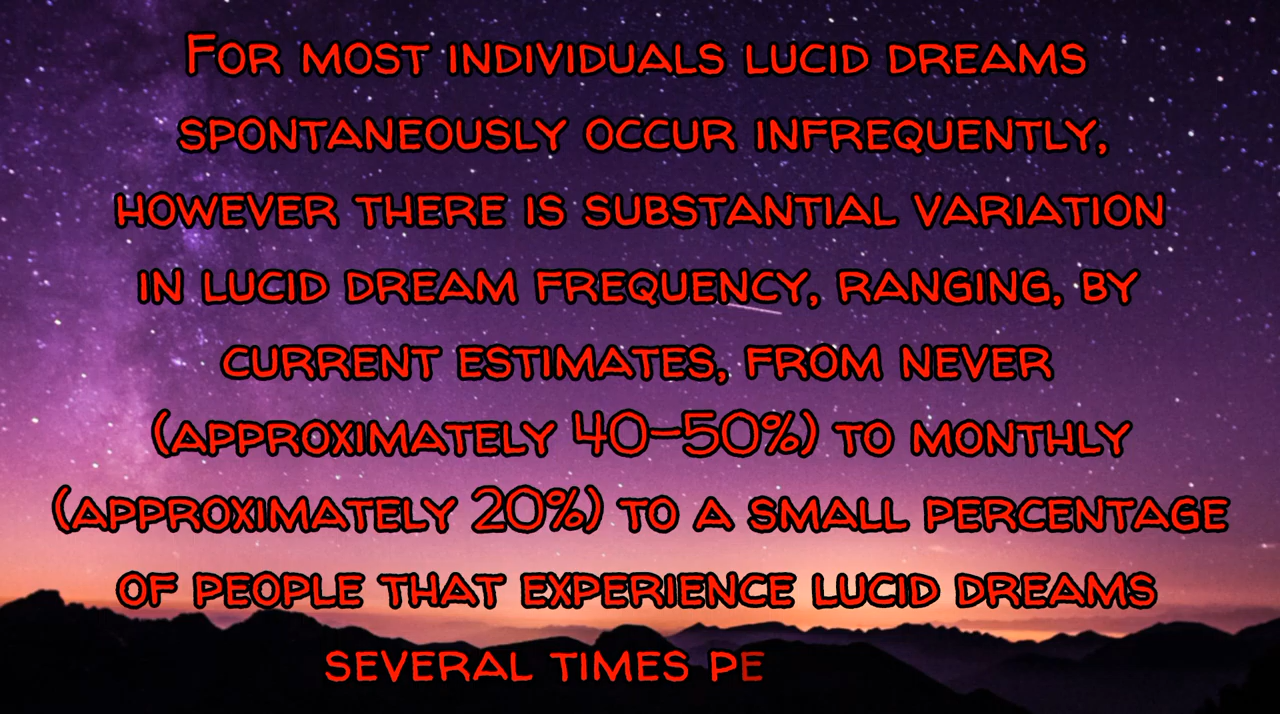 For most individuals lucid dreams
spontaneously occur infrequently,
however there is substantial variation
in lucid dream frequency, ranging, by
current estimates, from never
(approximately 40–50%) to monthly
(approximately 20%) to a small percentage
of people that experience lucid dreams
several times pe